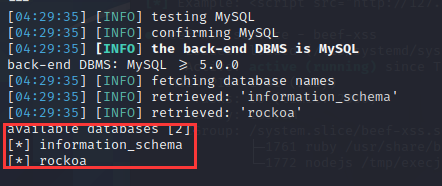 [04:29:35] [INFO] testing MySQL
[04:29:35] [INFO] confirming MySQL
[04:29:35] [INFO] the back-end DBMS is MySQL
back-end DBMS: MySQL ≥ 5.0.0
[04:29:35] [INFO] fetching database names
[04:29:35] [INFO] retrieved: 'information_schema'
[04:29:35] [INFO] retrieved: 'rockoa'
available databases [2]:
[*] information_schema
[*] rockoa